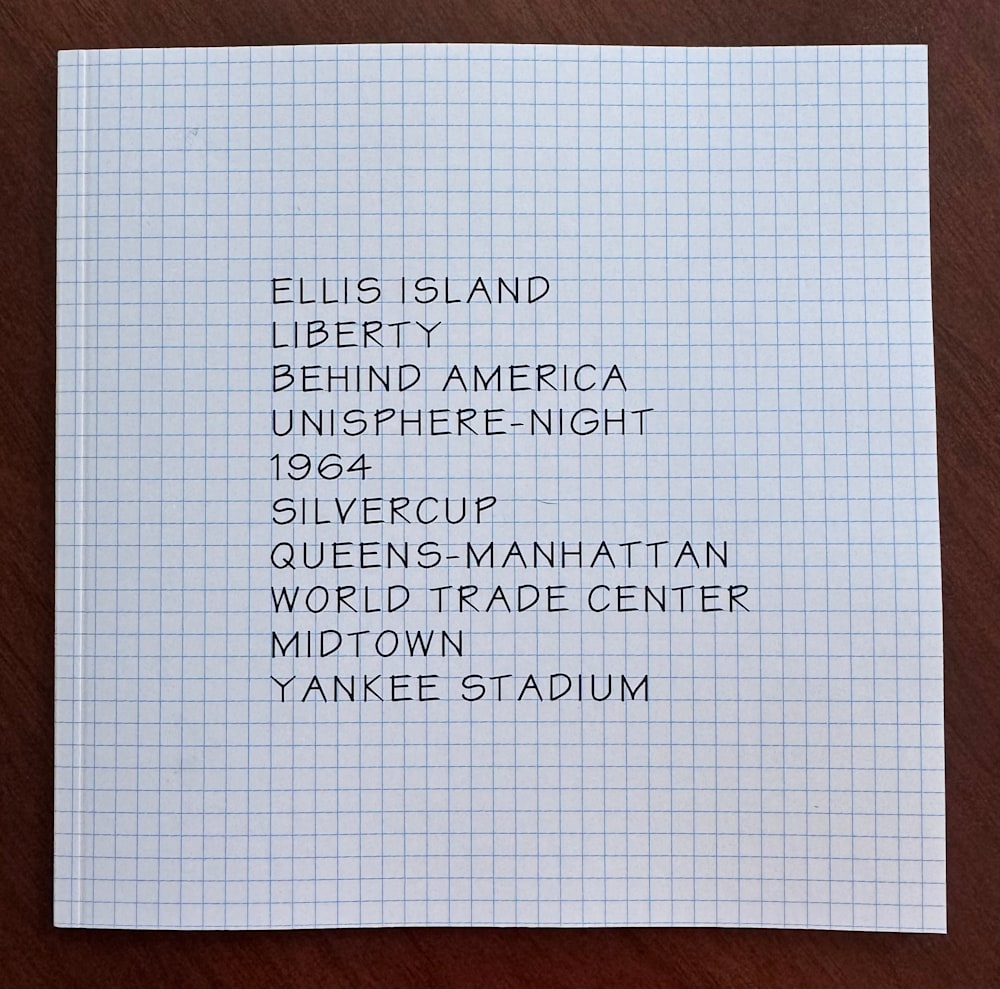 ELLIS ISLAND
LIBERTY
BEHIND AMERICA
UNISPHERE-NIGHT
1964
SILVERCUP
QUEENS-MANHATTAN
WORLD TRADE CENTER
MIDTOWN
YANKEE STADIUM